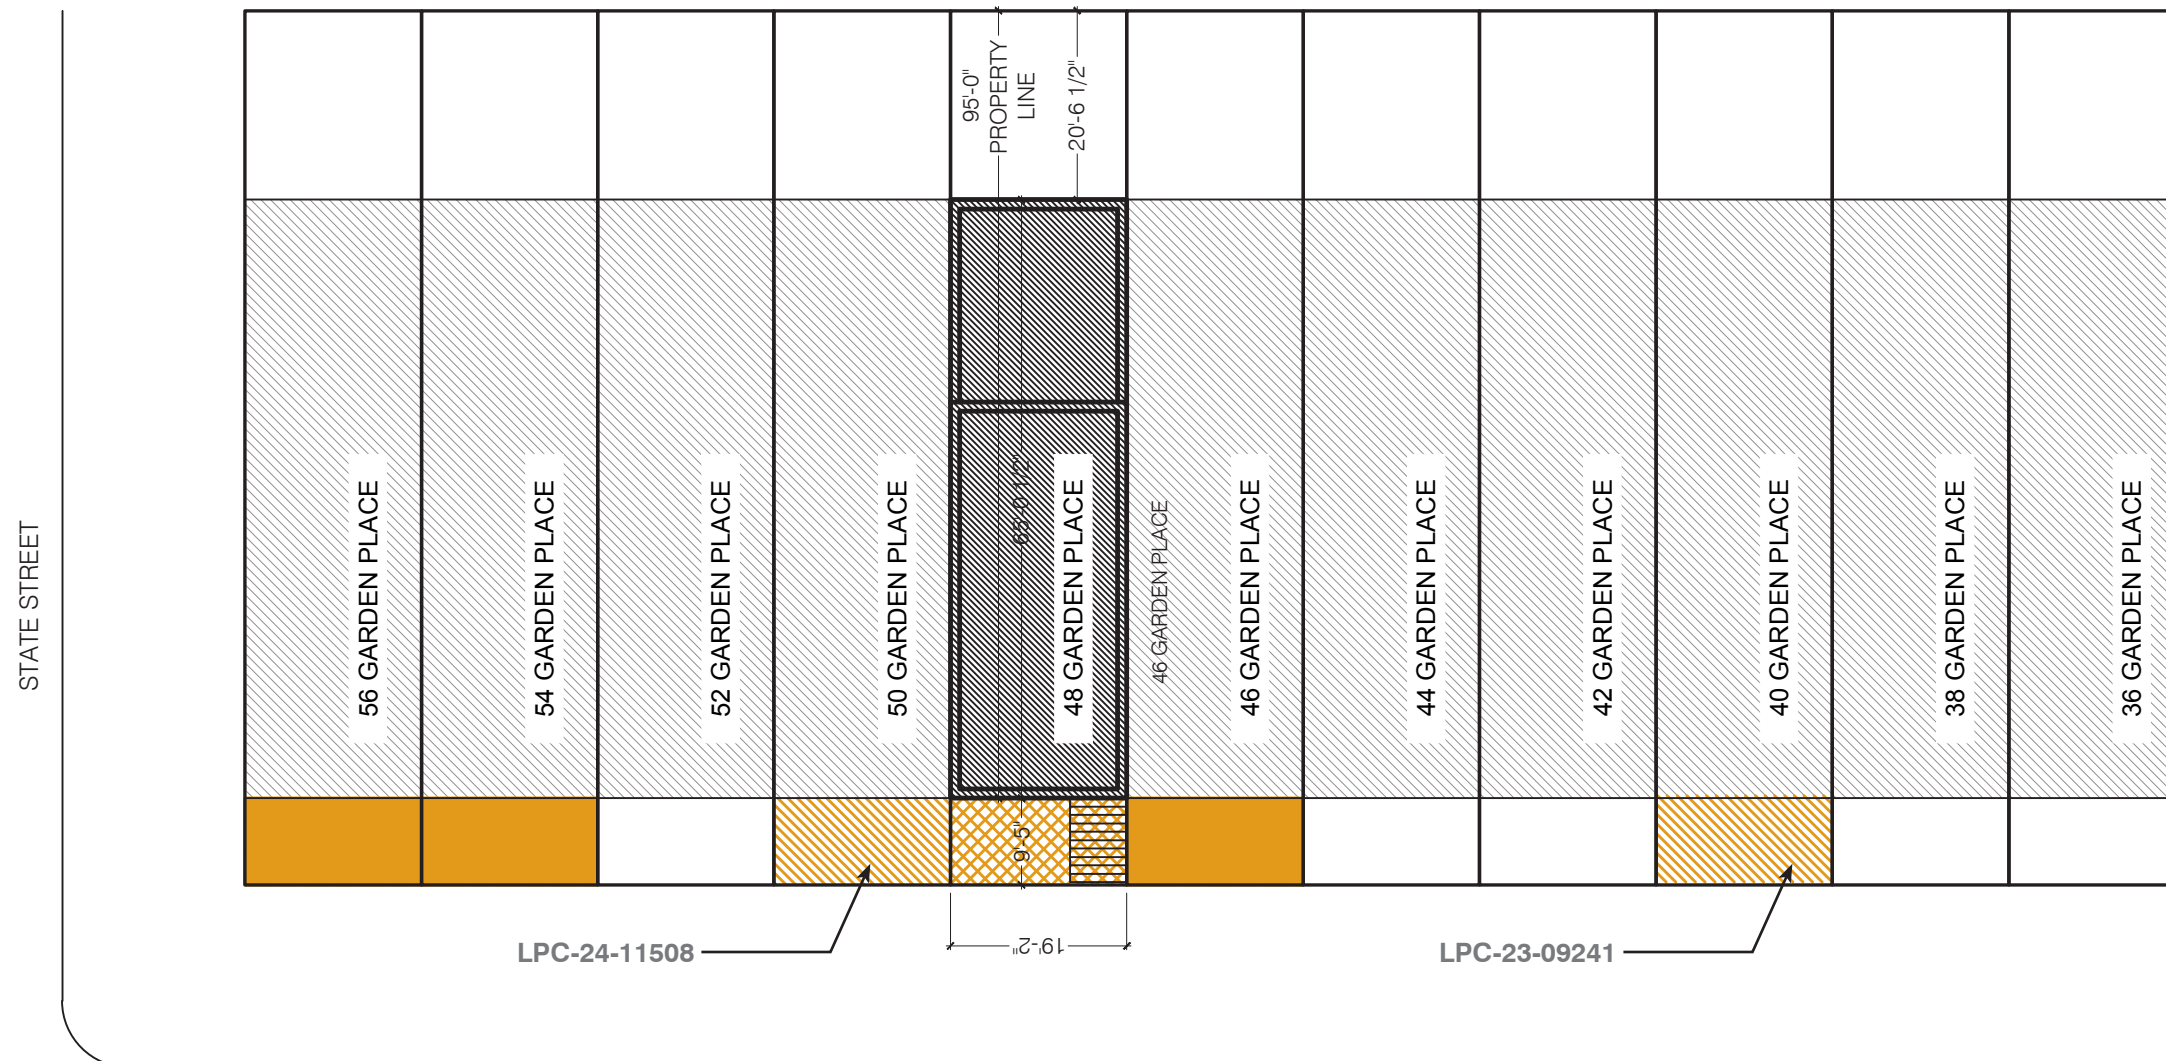 STATE STREET
95'-0"
PROPERTY
LINE
20'-6 1/2"
56 GARDEN PLACE
54 GARDEN PLACE
52 GARDEN PLACE
50 GARDEN PLACE
65'-0 1/2"
48 GARDEN PLACE
46 GARDEN PLACE
46 GARDEN PLACE
44 GARDEN PLACE
42 GARDEN PLACE
40 GARDEN PLACE
38 GARDEN PLACE
36 GARDEN PLACE
9'-5"
19'-2"
LPC-24-11508
LPC-23-09241